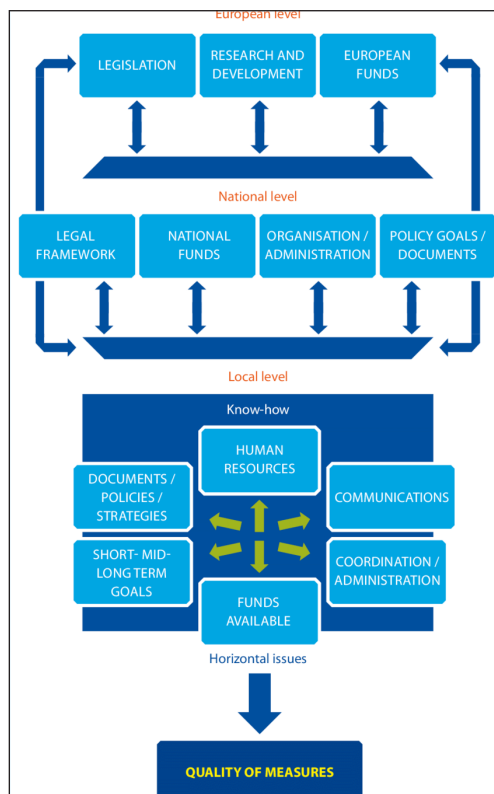 European level
LEGISLATION
RESEARCH AND
DEVELOPMENT
EUROPEAN
FUNDS
National level
LEGAL
FRAMEWORK
NATIONAL
FUNDS
ORGANISATION /
ADMINISTRATION
POLICY GOALS /
DOCUMENTS
Local level
Know-how
HUMAN
RESOURCES
DOCUMENTS /
POLICIES /
STRATEGIES
COMMUNICATIONS
SHORT- MID-
LONG TERM
GOALS
COORDINATION /
ADMINISTRATION
FUNDS
AVAILABLE
Horizontal issues
QUALITY OF MEASURES